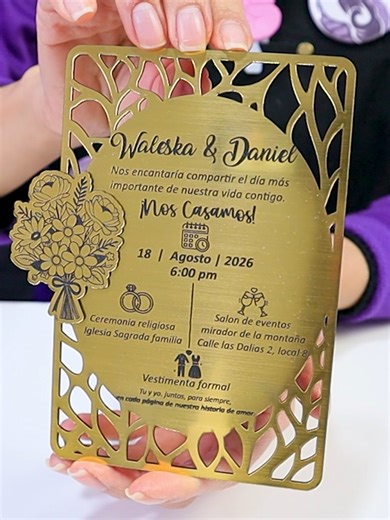 Waleska & Daniel
Nos encantaría compartir el día más
importante de nuestra vida contigo.
¡Nos Casamos!
18 | Agosto | 2026
6:00 pm
Ceremonia religiosa
Iglesia Sagrada familia
Salon de eventos
mirador de la montaña
Calle las Dalias 2, local 8
Vestimenta formal
Tu y yo, juntos, para siempre,
en cada página de nuestra historia de amor.